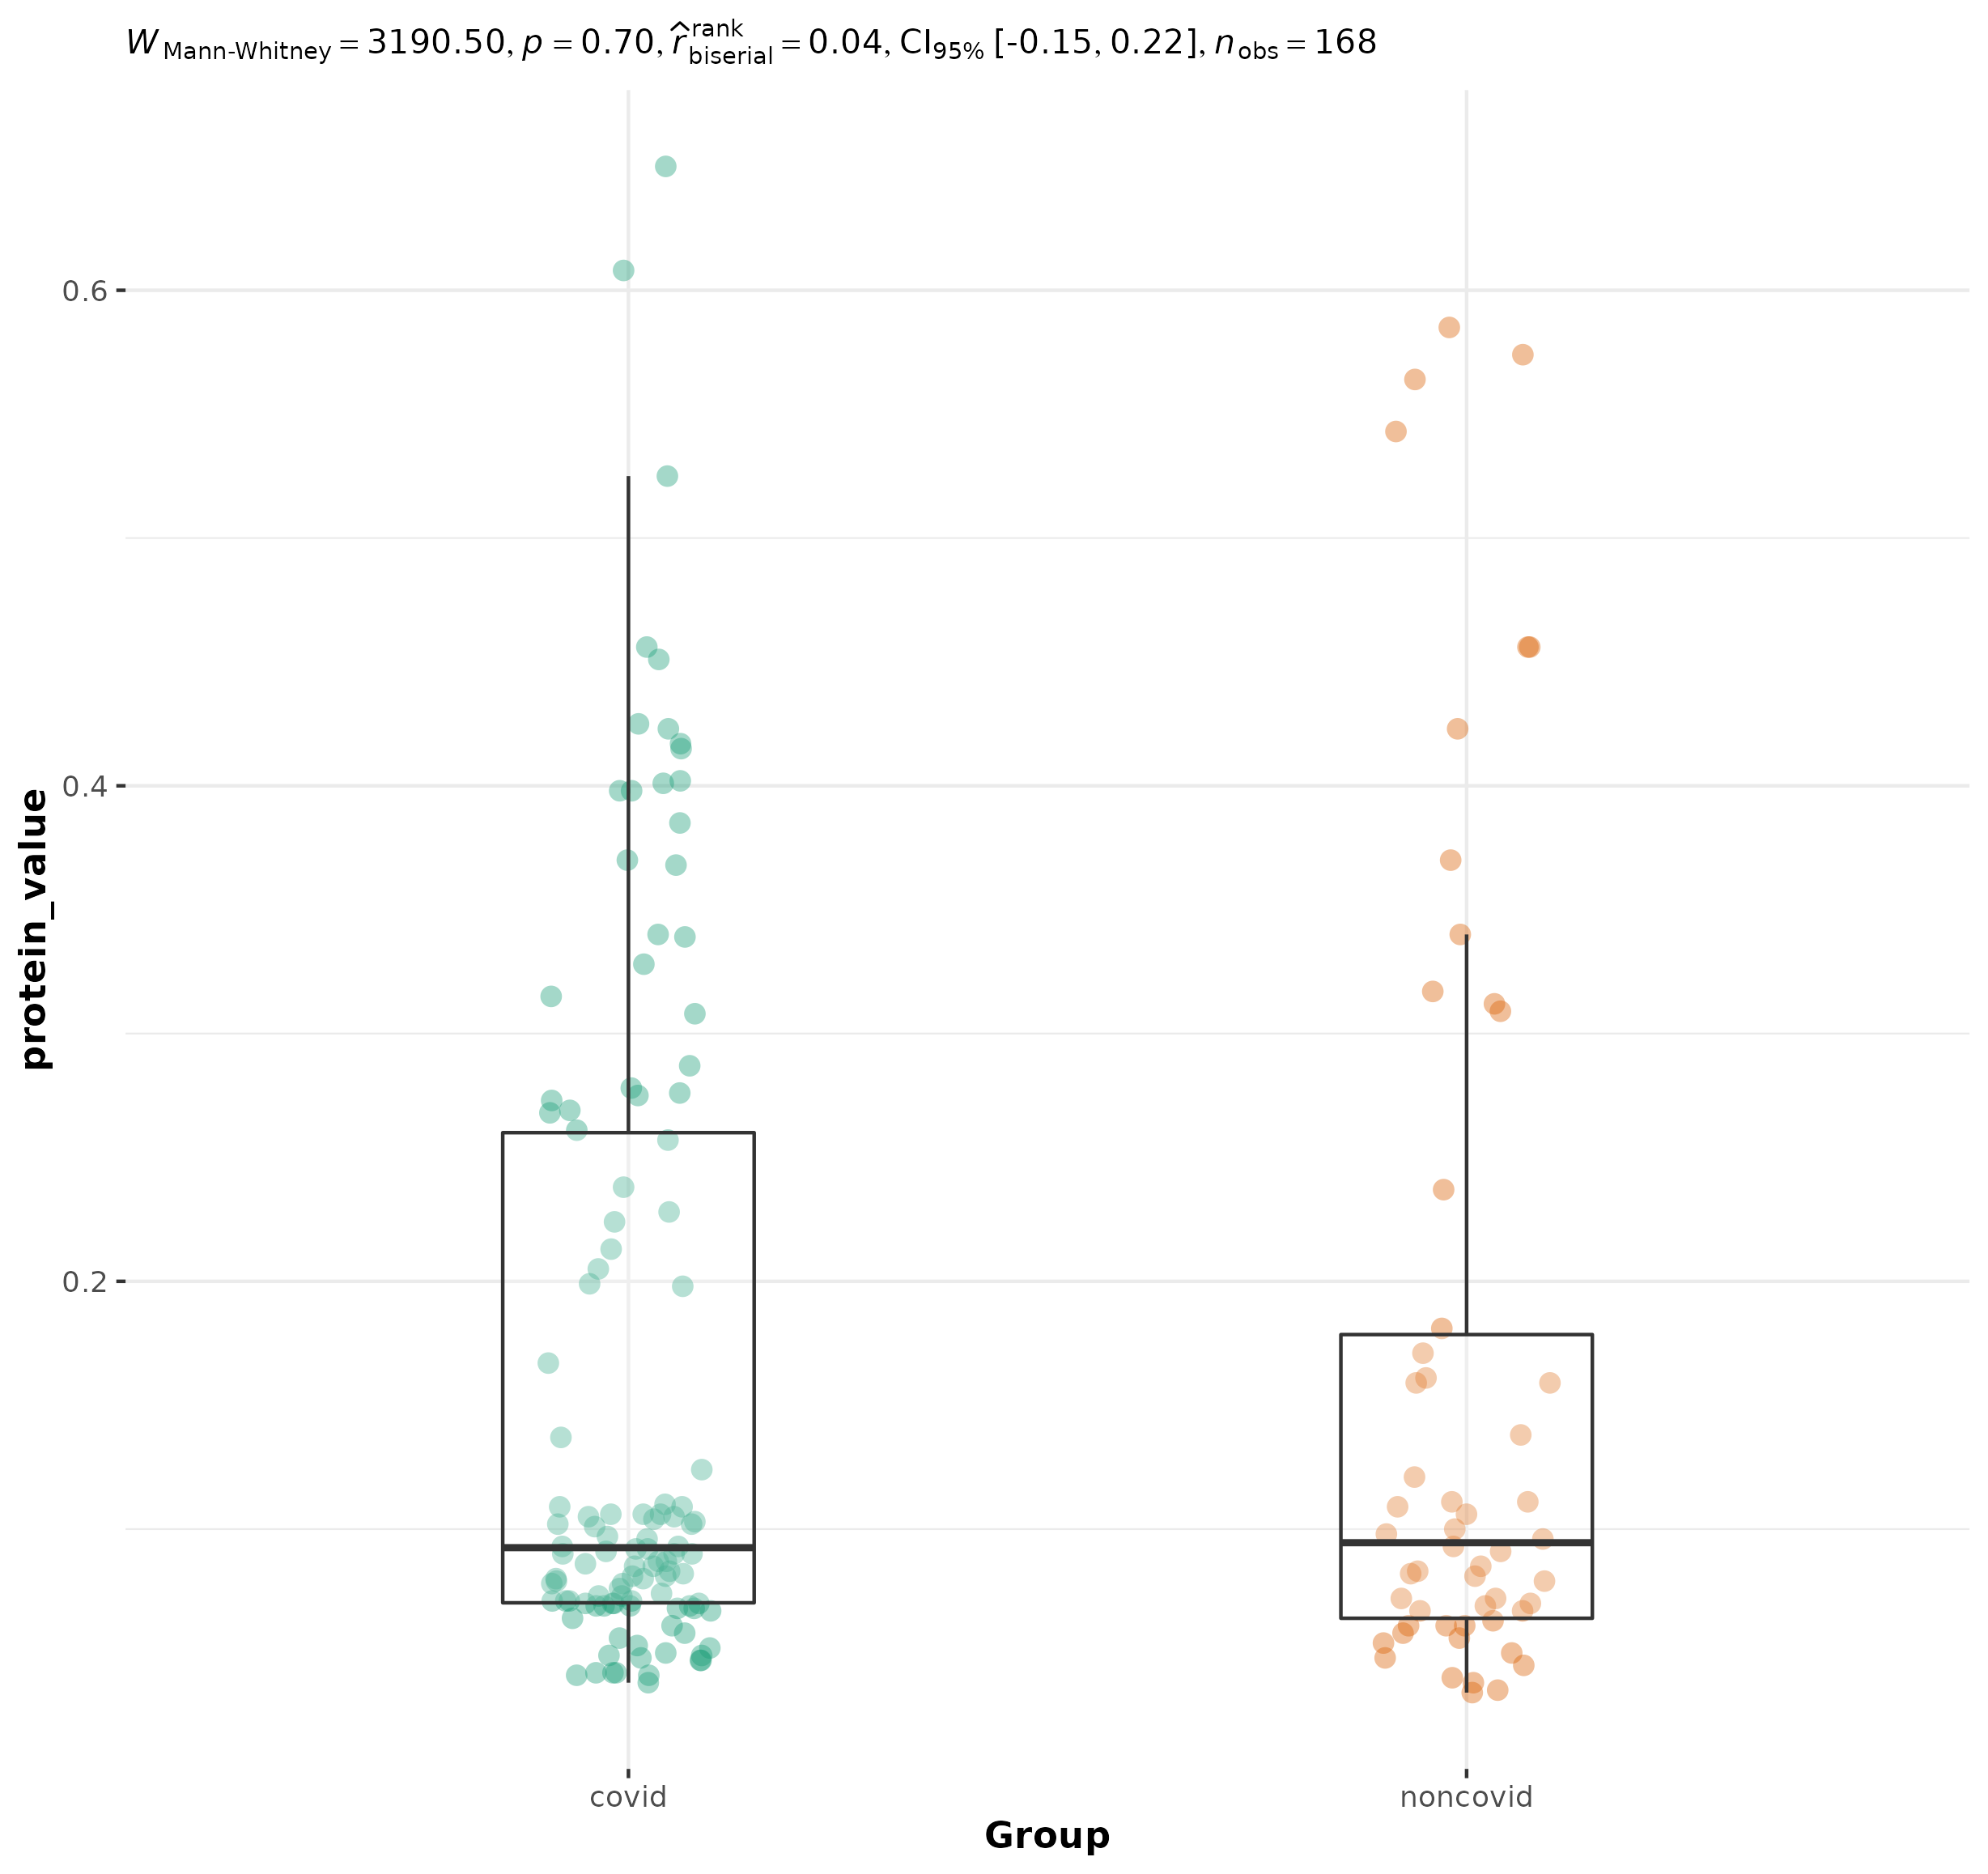 W Mann-Whitney = 3190.50, p = 0.70, r̂ rank biserial = 0.04, CI95% [-0.15, 0.22], n obs = 168
0.6
0.4
0.2
protein_value
covid noncovid
Group